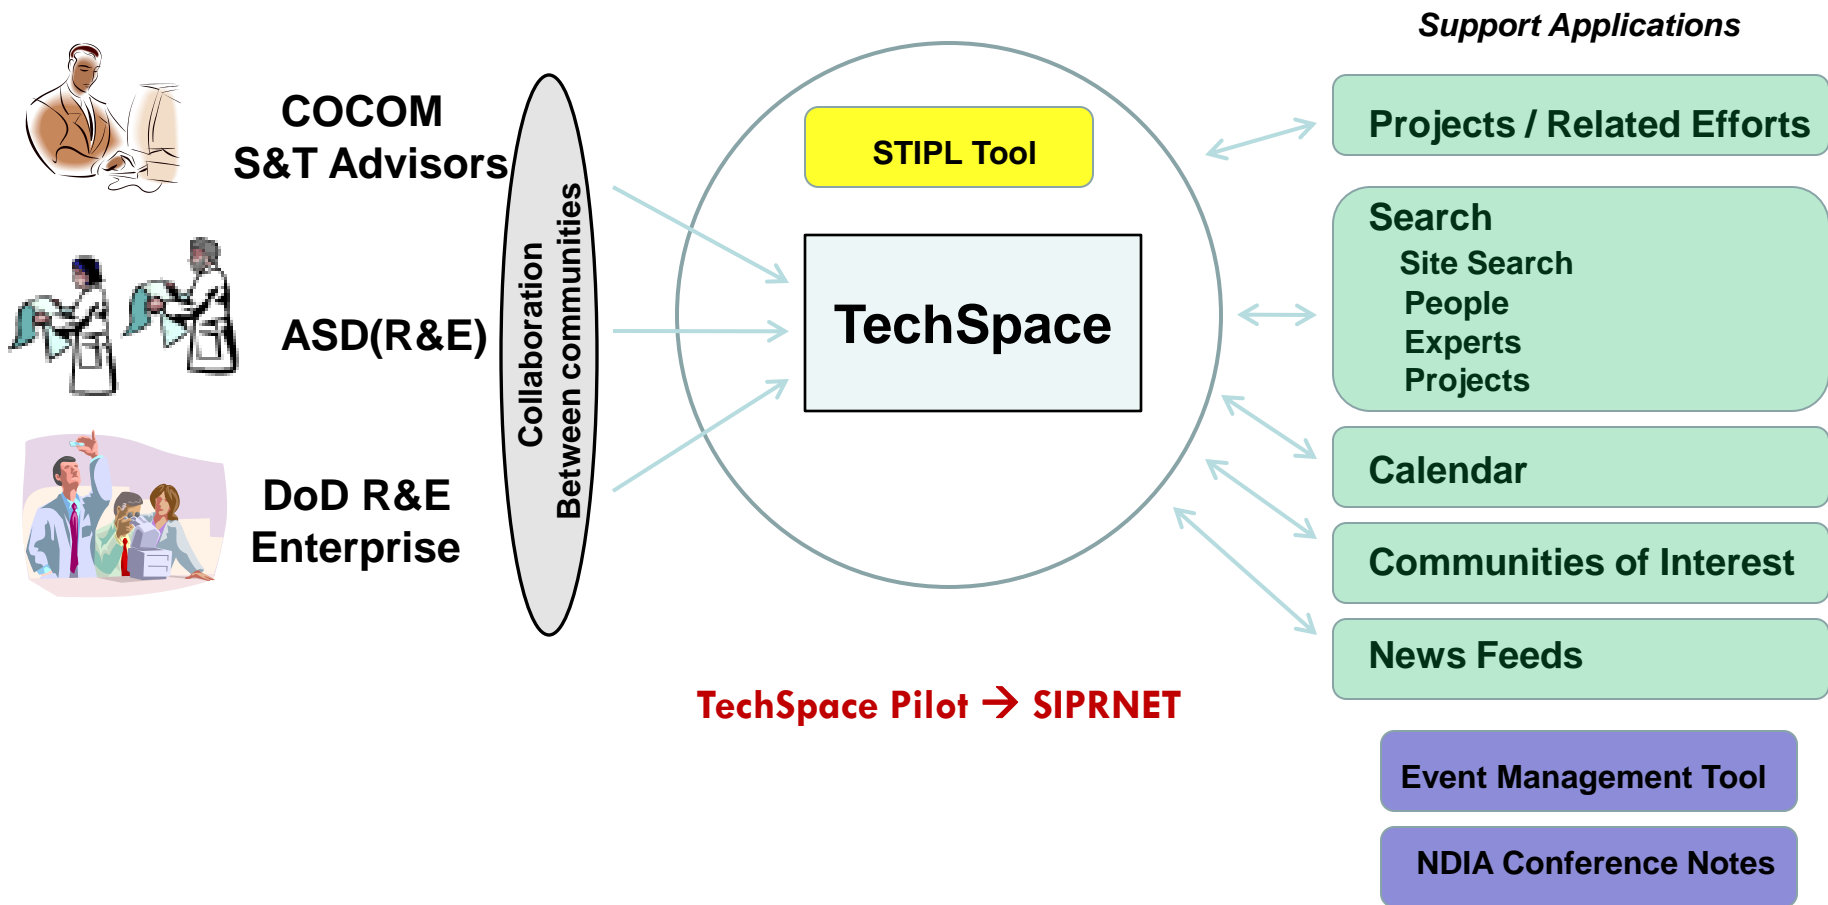 Support Applications
COCOM
S&T Advisors
ASD(R&E)
DoD R&E
Enterprise
Collaboration
Between communities
STIPL Tool
TechSpace
TechSpace Pilot → SIPRNET
Projects / Related Efforts
Search
Site Search
People
Experts
Projects
Calendar
Communities of Interest
News Feeds
Event Management Tool
NDIA Conference Notes